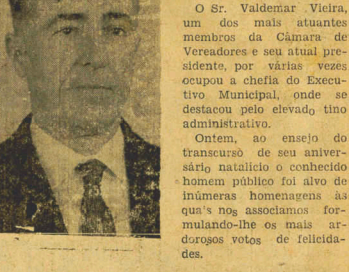 O Sr. Valdemar Vieira,
um dos mais atuantes
membros da Câmara de
Vereadores e seu atual pre-
sidente, por várias vezes
ocupou a chefia do Execu-
tivo Municipal, onde se
destacou pelo elevado tino
administrativo.
Ontem, ao ensejo do
transcurso de seu aniver-
sário natalício o conhecido
homem público foi alvo de
inúmeras homenagens às
qua's nos associamos for-
mulando-lhe os mais ar-
dorosos votos de felicida-
des.